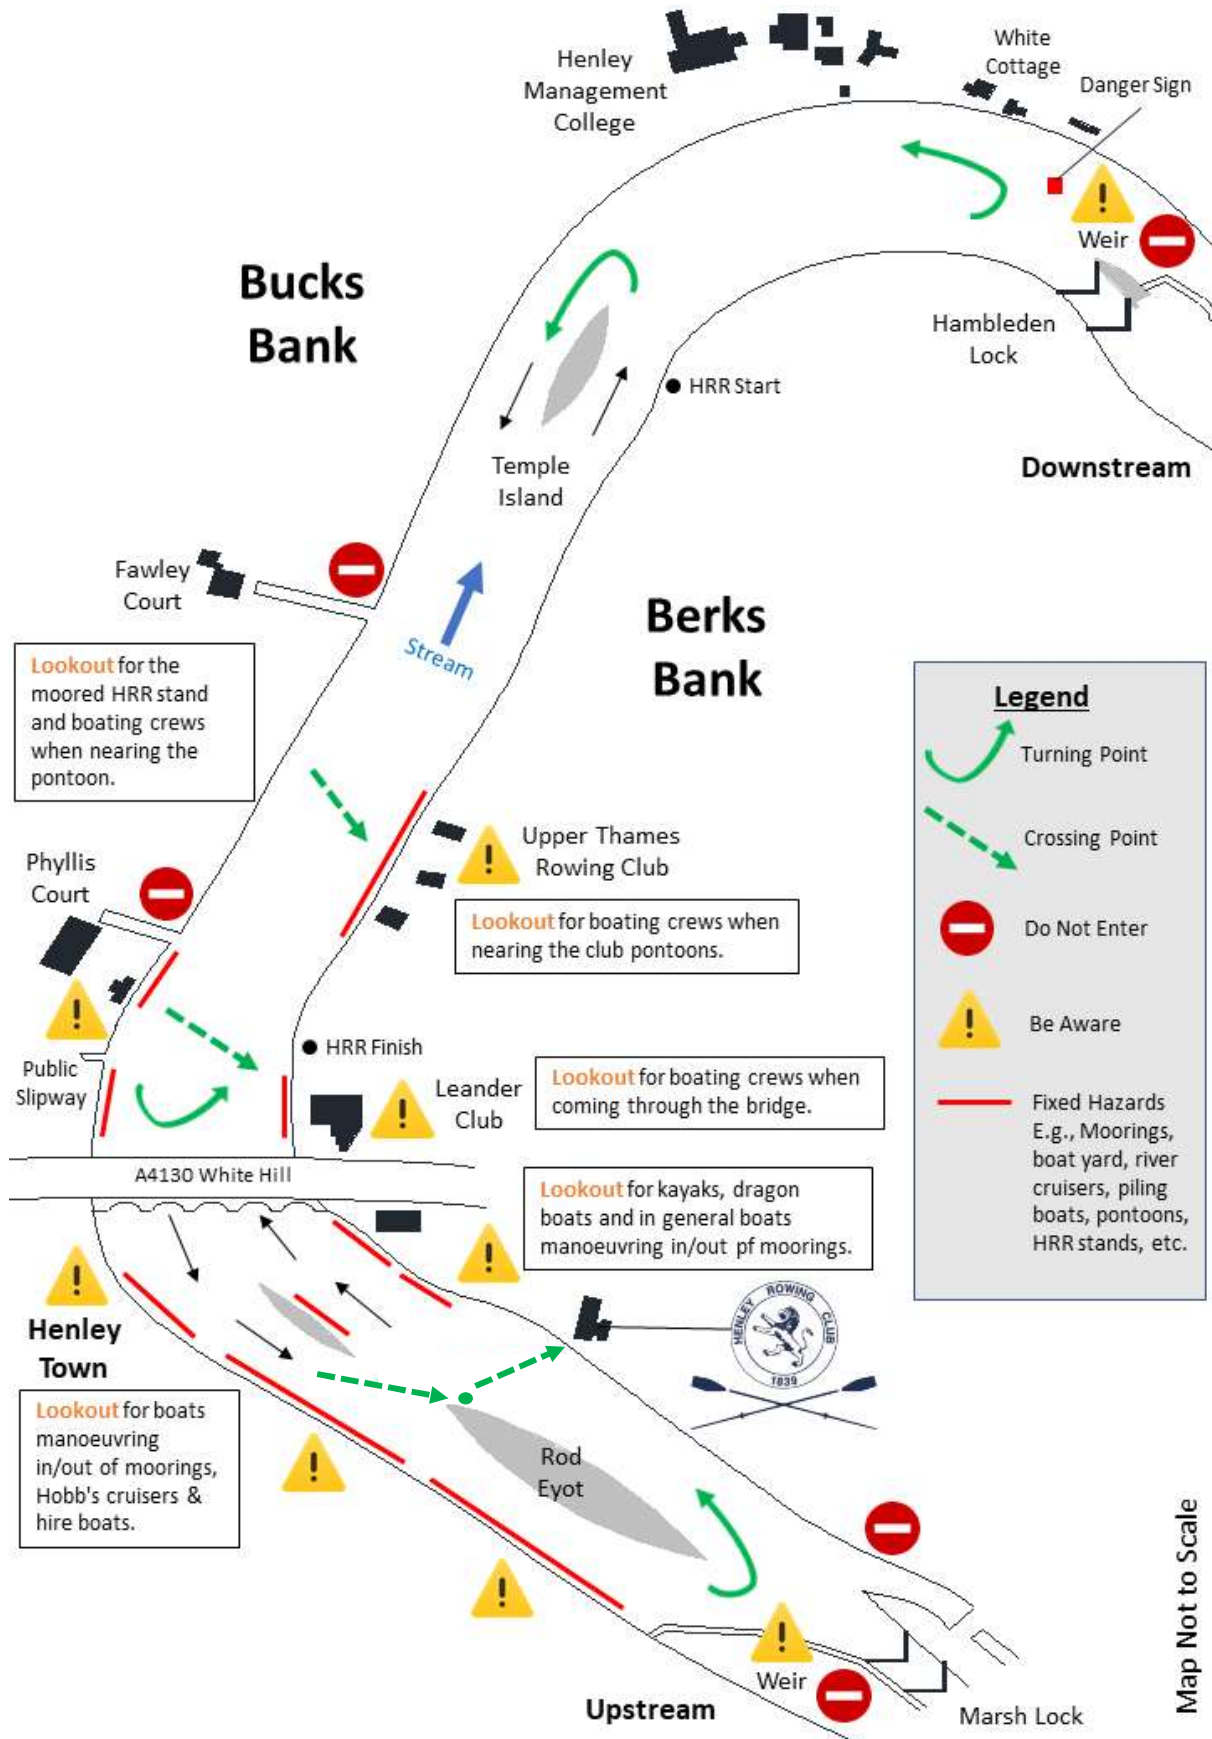 Henley
Management
College
White
Cottage
Danger Sign
Weir
Hambleden
Lock
Bucks
Bank
HRR Start
Downstream
Temple
Island
Fawley
Court
Stream
Berks
Bank
Lookout for the
moored HRR stand
and boating crews
when nearing the
pontoon.
Legend
Turning Point
Crossing Point
Do Not Enter
Be Aware
Fixed Hazards
E.g., Moorings,
boat yard, river
cruisers, piling
boats, pontoons,
HRR stands, etc.
Upper Thames
Rowing Club
Phyllis
Court
Lookout for boating crews when
nearing the club pontoons.
HRR Finish
Public
Slipway
Leander
Club
Lookout for boating crews when
coming through the bridge.
A4130 White Hill
Lookout for kayaks, dragon
boats and in general boats
manoeuvring in/out pf moorings.
HENLEY ROWING CLUB
1839
Henley
Town
Lookout for boats
manoeuvring
in/out of moorings,
Hobb's cruisers &
hire boats.
Rod
Eyot
Weir
Upstream
Marsh Lock
Map Not to Scale